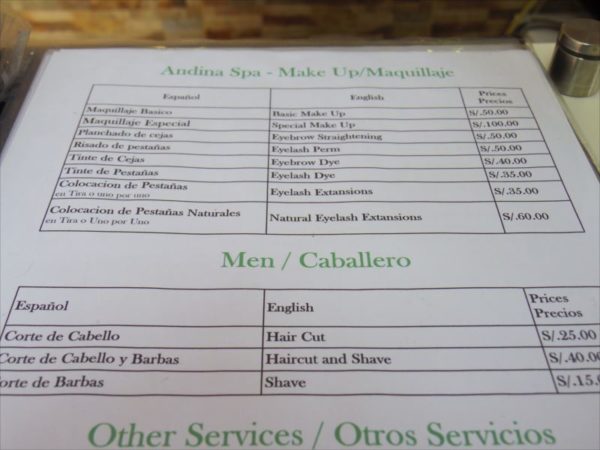 Andina Spa - Make Up/Maquillaje
Español English Prices Precios
Maquillaje Basico Basic Make Up S/.50.00
Maquillaje Especial Special Make Up S/.100.00
Planchado de cejas Eyebrow Straightening S/.50.00
Risado de pestañas Eyelash Perm S/.50.00
Tinte de Cejas Eyebrow Dye S/.40.00
Tinte de Pestañas Eyelash Dye S/.35.00
Colocacion de Pestañas Eyelash Extansions S/.35.00
en Tira o uno por uno
Colocacion de Pestañas Naturales Natural Eyelash Extansions S/.60.00
en Tira o Uno por Uno
Men / Caballero
Español English Prices
Precios
Corte de Cabello Hair Cut S/.25.00
Corte de Cabello y Barbas Haircut and Shave S/.40.00
orte de Barbas Shave S/.15.0
Other Services / Otros Servicios